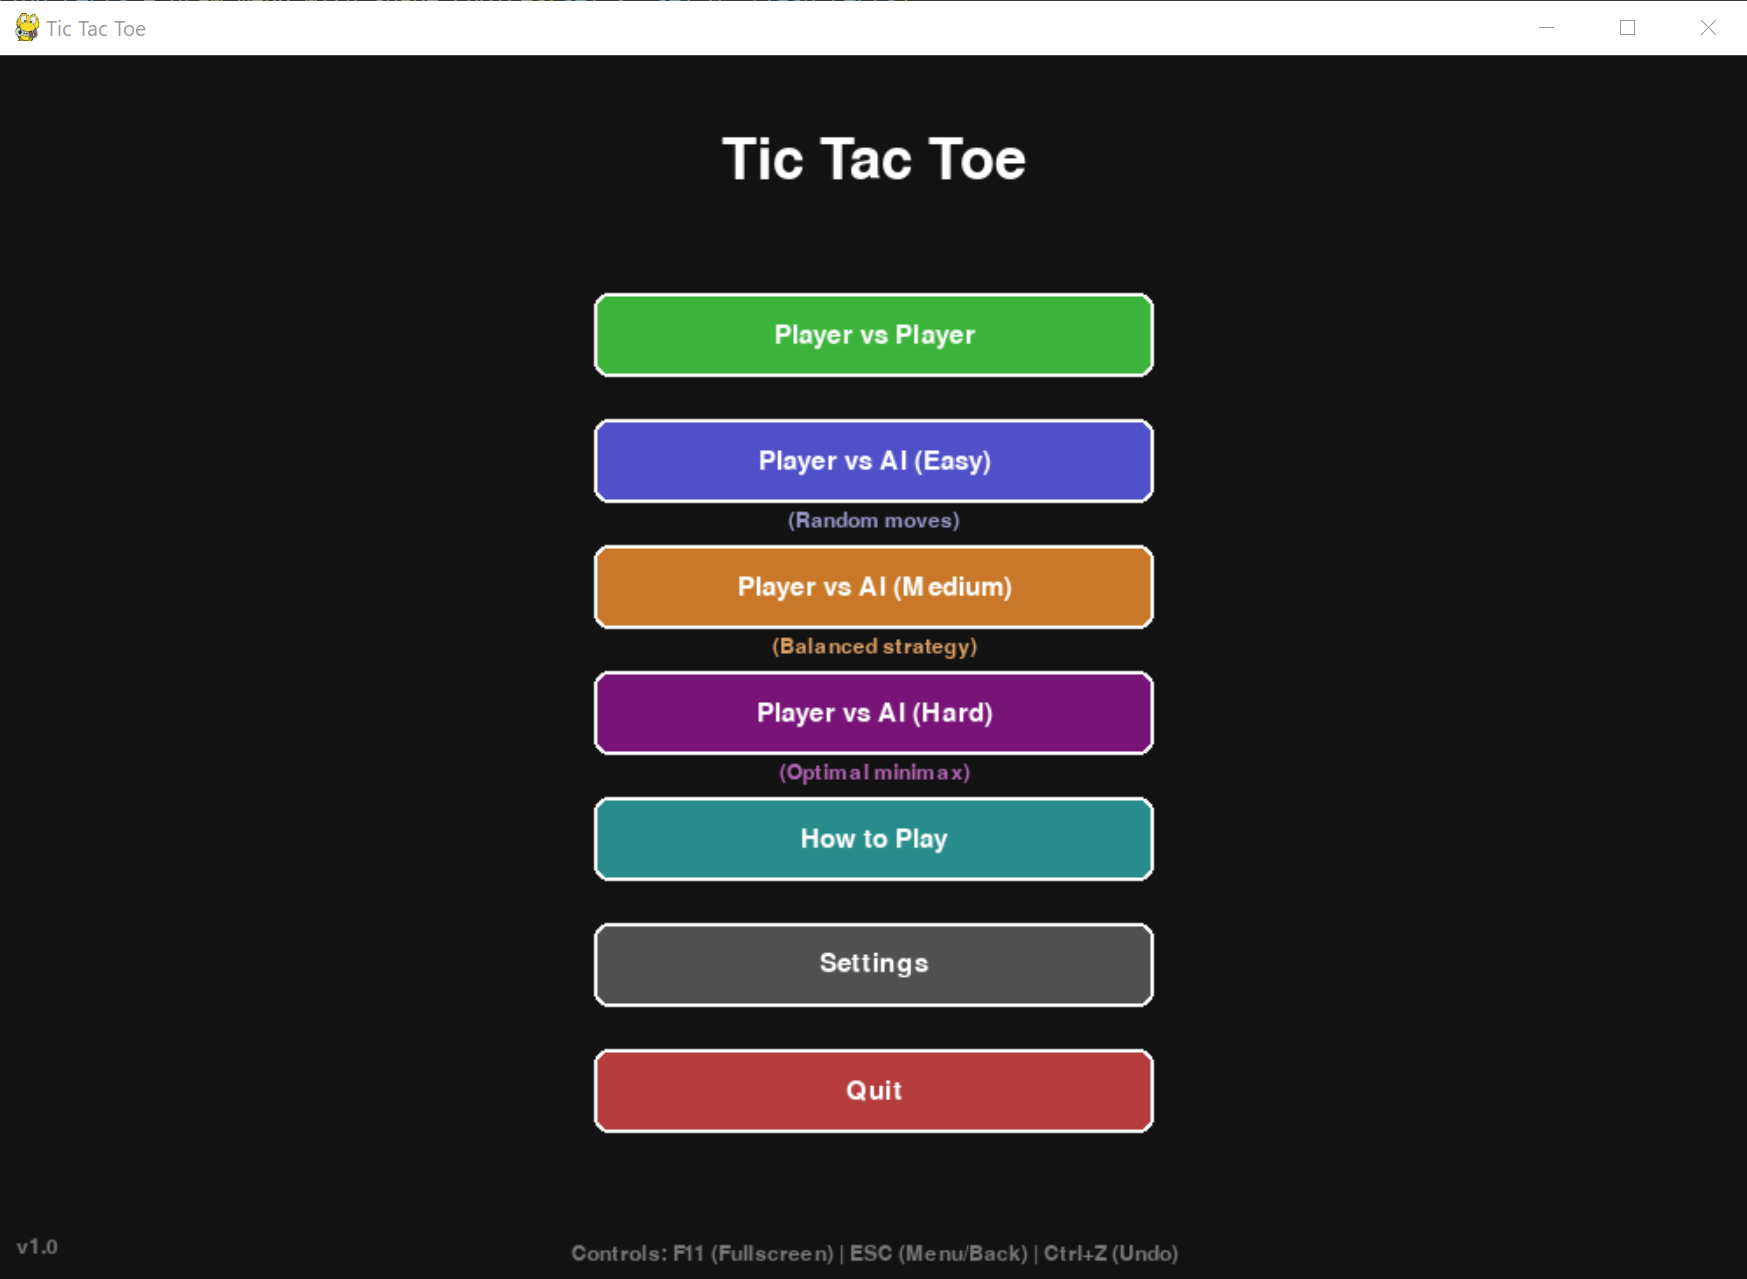 Tic Tac Toe
Tic Tac Toe
Player vs Player
Player vs AI (Easy)
(Random moves)
Player vs AI (Medium)
(Balanced strategy)
Player vs AI (Hard)
(Optimal minimax)
How to Play
Settings
Quit
v1.0
Controls: F11 (Fullscreen) | ESC (Menu/Back) | Ctrl+Z (Undo)